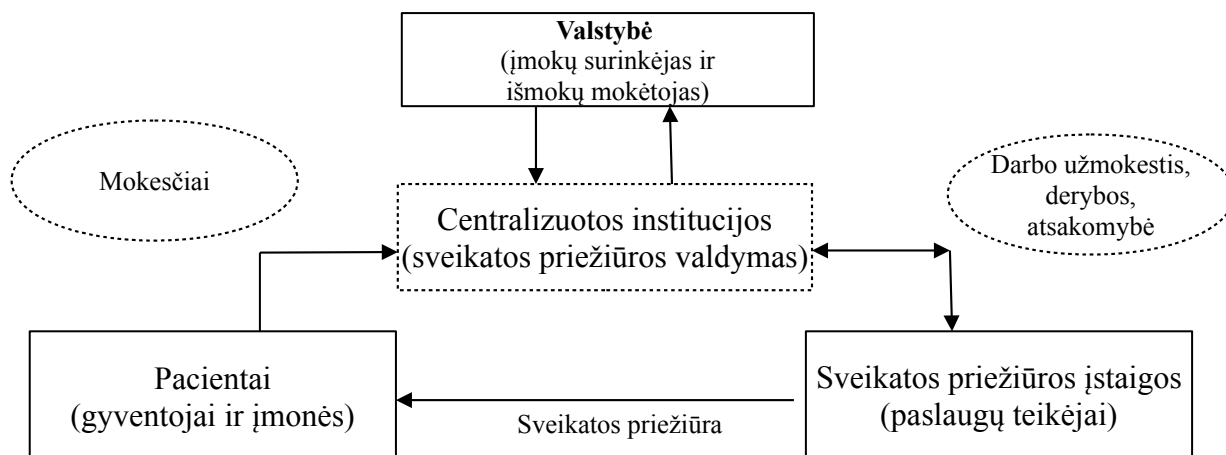 Valstybė
(įmokų surinkėjas ir
išmokų mokėtojas)
Mokesčiai
Darbo užmokestis,
derybos,
atsakomybė
Centralizuotos institucijos
(sveikatos priežiūros valdymas)
Pacientai
(gyventojai ir įmonės)
Sveikatos priežiūra
Sveikatos priežiūros įstaigos
(paslaugų teikėjai)